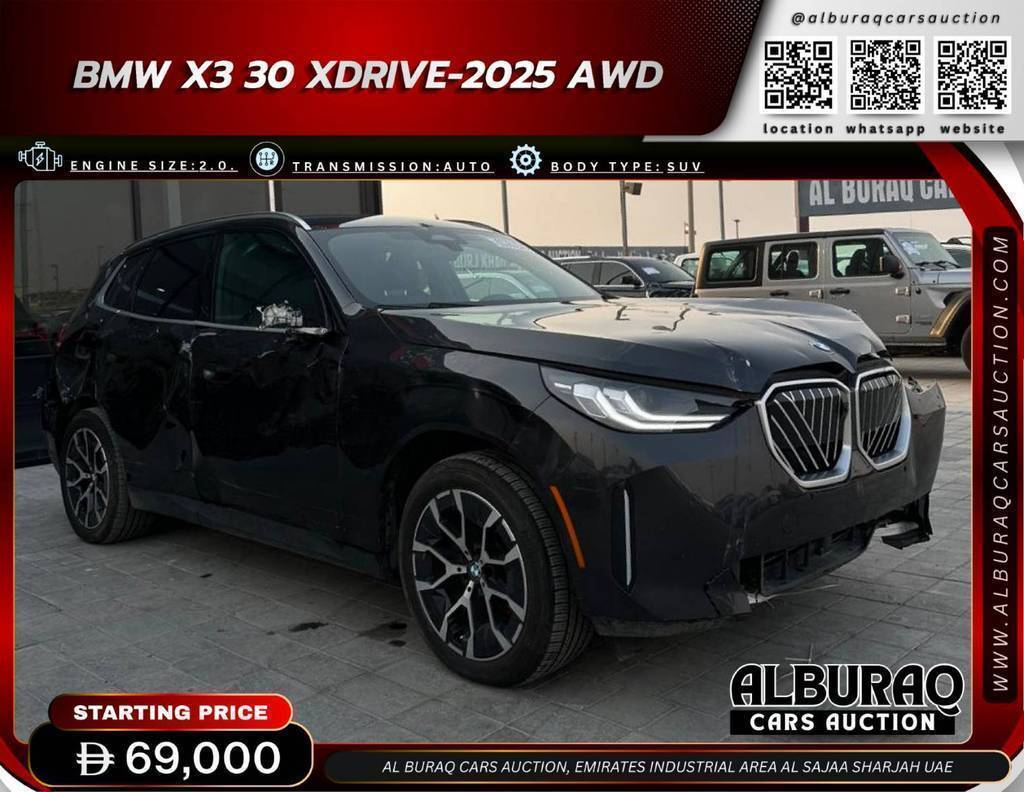 @alburaqcarsauction
BMW X3 30 XDRIVE-2025 AWD
location whatsapp website
ENGINE SIZE:2.0.
TRANSMISSION:AUTO
BODY TYPE: SUV
AL BURAQ CA
WWW.ALBURAQCARSAUCTION.COM
ALBURAQ
CARS AUCTION
STARTING PRICE
69,000
AL BURAQ CARS AUCTION, EMIRATES INDUSTRIAL AREA AL SAJAA SHARJAH UAE